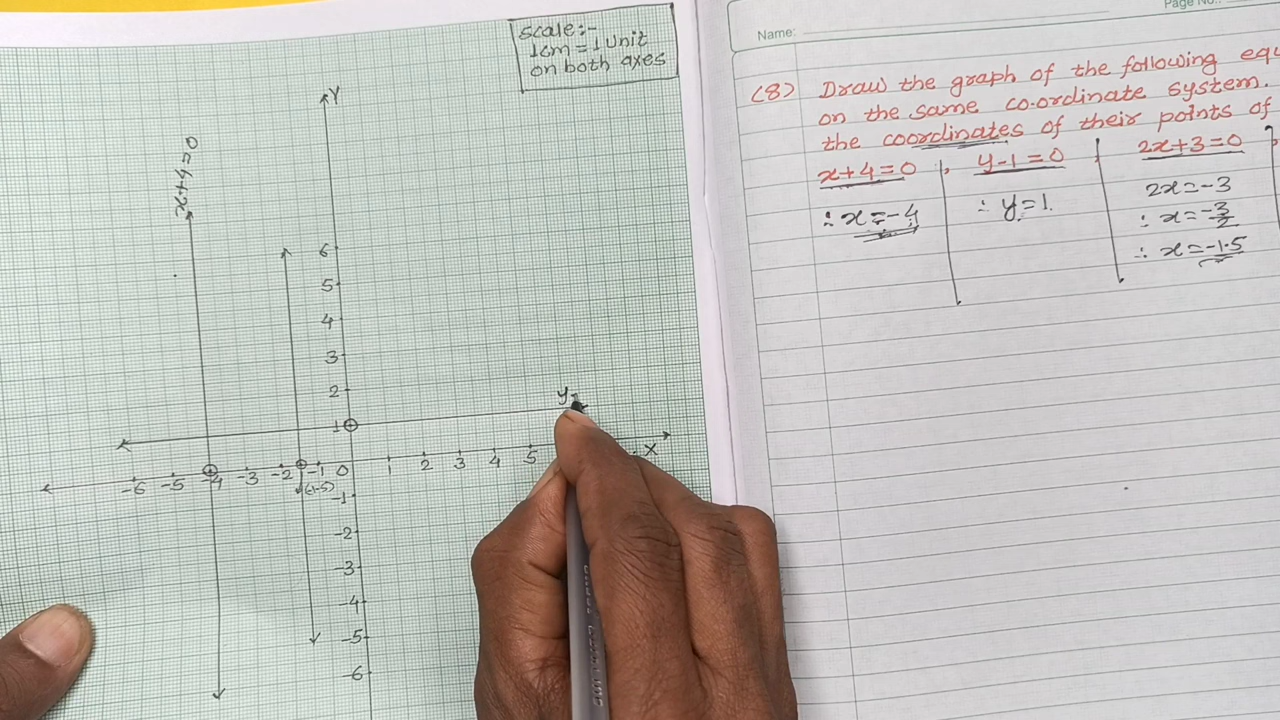 Scale:-
1cm = 1 Unit
on both axes
Y
x+4=0
6
5
4
3
2
1
y=
-6 -5 -4 -3 -2 -1 0 1 2 3 4 5 X
(-1.5)
-1
-2
-3
-4
-5
-6
Page No.:
Name:
(8) Draw the graph of the following
on the same co-ordinate system.
the coordinates of their points of
x+4=0 , y-1=0 , 2x+3=0
∴ x=-4
∴ y=1.
2x=-3
∴ x=-3/2
∴ x=-1.5